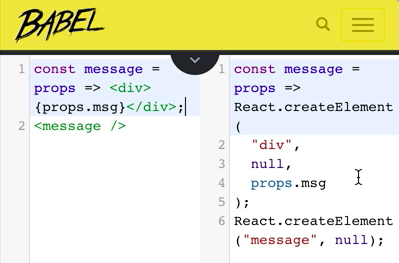 BABEL
1 const message =
props => <div>
{props.msg}</div>;
2 <message />
1 const message =
props =>
React.createElement
(
2 "div",
3 null,
4 props.msg
5 );
6 React.createElement
("message", null);